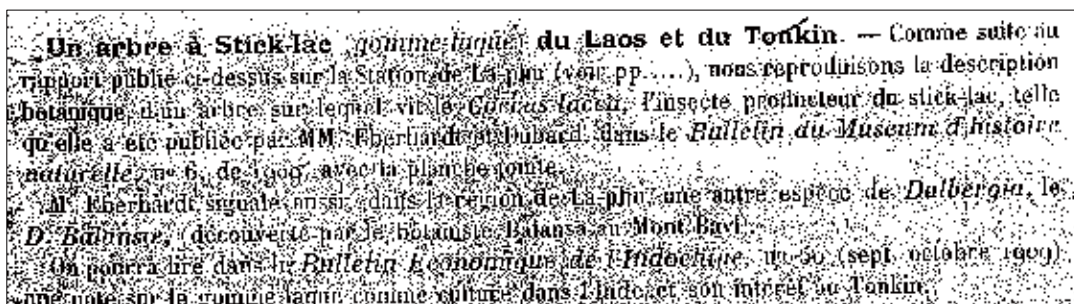 Un arbre à Stick-lac (gomme-laque) du Laos et du Tonkin. — Comme suite au
rapport publié ci-dessus sur la Station de La-phu (voir pp.....), nous reproduisons la description
botanique d'un arbre sur lequel vit le lacca, l'insecte producteur du stick-lac, telle
qu'elle a été publiée par MM. Eberhardt et Dubard, dans le Bulletin du Museum d'histoire
naturelle, no 6, de 1909, avec la planche jointe.
M. Eberhardt signale aussi, dans la région de La-phu, une autre espèce de Dalbergia, le
D. Balansæ, (découverte par le botaniste Balansa au Mont Bavi).
On pourra lire dans le Bulletin Economique de l'Indochine, no 80 (sept. octobre 1909)
une note sur la gomme laque comme culture dans l'Inde, et son intérêt au Tonkin.